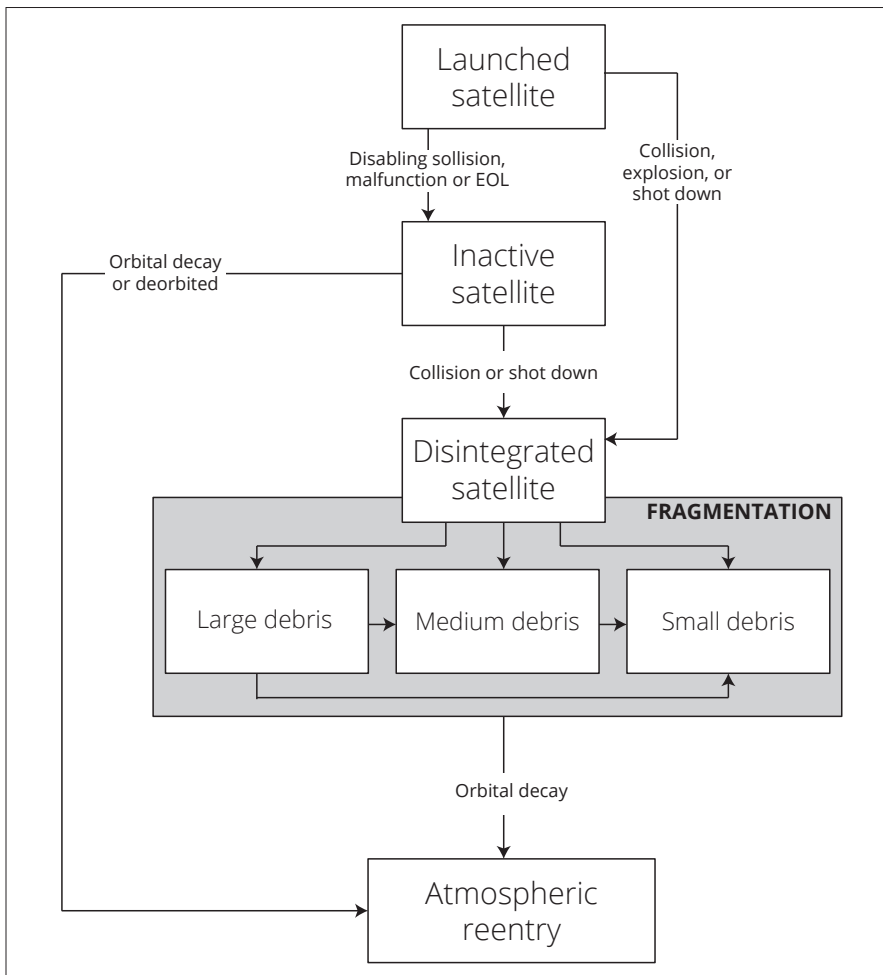 Launched
satellite
Disabling sollision,
malfunction or EOL
Collision,
explosion, or
shot down
Inactive
satellite
Orbital decay
or deorbited
Collision or shot down
Disintegrated
satellite
FRAGMENTATION
Large debris
Medium debris
Small debris
Orbital decay
Atmospheric
reentry